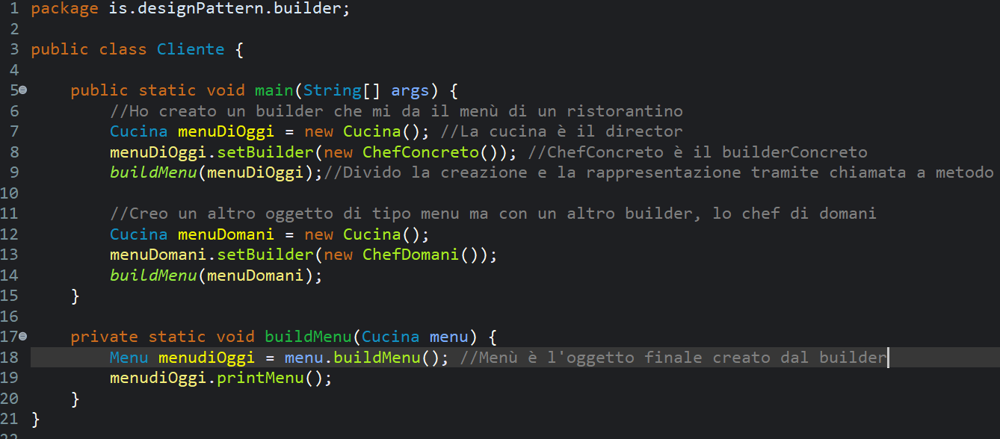 1 package is.designPattern.builder;
2
3 public class Cliente {
4
5 public static void main(String[] args) {
6 //Ho creato un builder che mi da il menù di un ristorantino
7 Cucina menuDiOggi = new Cucina(); //La cucina è il director
8 menuDiOggi.setBuilder(new ChefConcreto()); //ChefConcreto è il builderConcreto
9 buildMenu(menuDiOggi);//Divido la creazione e la rappresentazione tramite chiamata a metodo
10
11 //Creo un altro oggetto di tipo menu ma con un altro builder, lo chef di domani
12 Cucina menuDomani = new Cucina();
13 menuDomani.setBuilder(new ChefDomani());
14 buildMenu(menuDomani);
15 }
16
17 private static void buildMenu(Cucina menu) {
18 Menu menudiOggi = menu.buildMenu(); //Menù è l'oggetto finale creato dal builder
19 menudiOggi.printMenu();
20 }
21 }
22